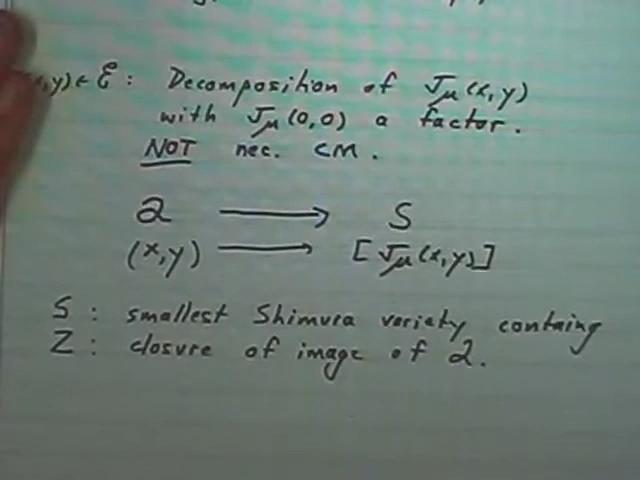 x,y) ∈ ℰ : Decomposition of J_μ(x,y)
with J_μ(0,0) a factor.
NOT nec. CM.
𝒬 ⟶ S
(x,y) ⟶ [J_μ(x,y)]
S : smallest Shimura variety containg
Z : closure of image of 𝒬.